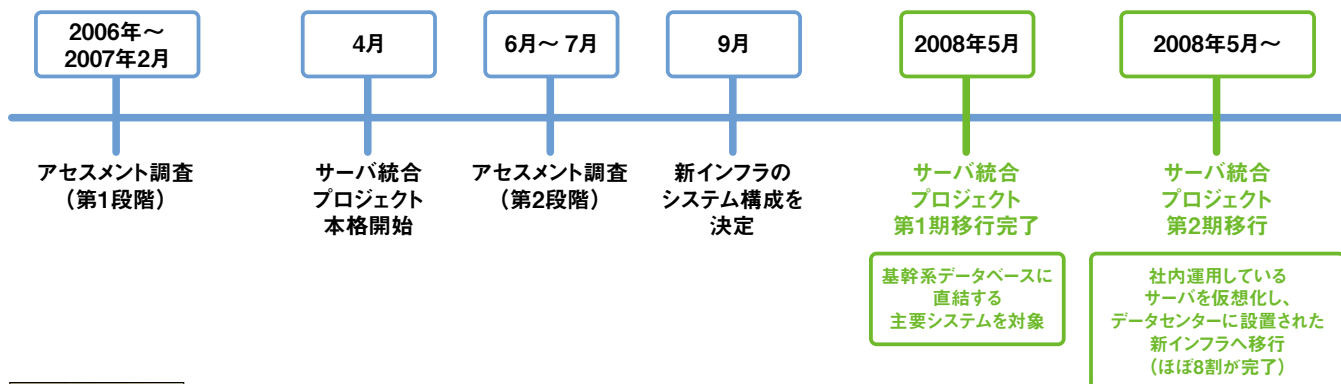 2006年～
2007年2月
4月
6月～ 7月
9月
2008年5月
2008年5月～
アセスメント調査
（第1段階）
サーバ統合
プロジェクト
本格開始
アセスメント調査
（第2段階）
新インフラの
システム構成を
決定
サーバ統合
プロジェクト
第1期移行完了
サーバ統合
プロジェクト
第2期移行
基幹系データベースに
直結する
主要システムを対象
社内運用している
サーバを仮想化し、
データセンターに設置された
新インフラへ移行
（ほぼ8割が完了）